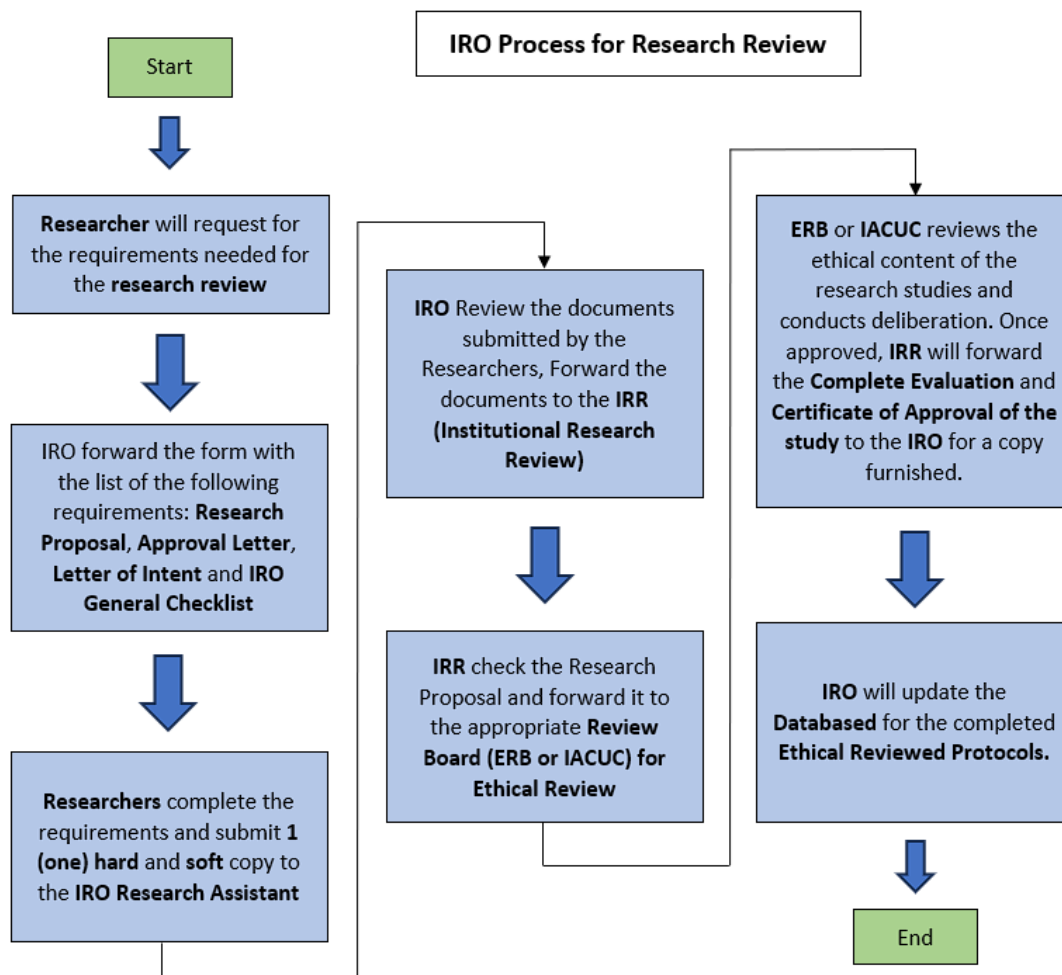 IRO Process for Research Review
Start
Researcher will request for
the requirements needed for
the research review
IRO forward the form with
the list of the following
requirements: Research
Proposal, Approval Letter,
Letter of Intent and IRO
General Checklist
Researchers complete the
requirements and submit 1
(one) hard and soft copy to
the IRO Research Assistant
IRO Review the documents
submitted by the
Researchers, Forward the
documents to the IRR
(Institutional Research
Review)
IRR check the Research
Proposal and forward it to
the appropriate Review
Board (ERB or IACUC) for
Ethical Review
ERB or IACUC reviews the
ethical content of the
research studies and
conducts deliberation. Once
approved, IRR will forward
the Complete Evaluation and
Certificate of Approval of the
study to the IRO for a copy
furnished.
IRO will update the
Databased for the completed
Ethical Reviewed Protocols.
End